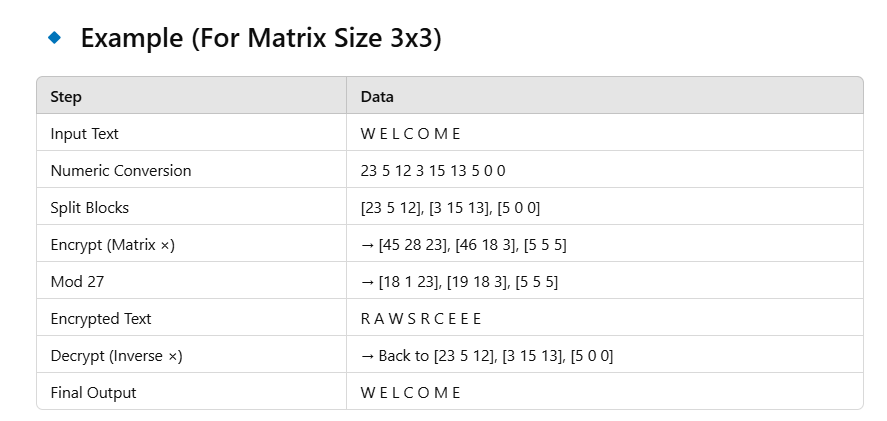 Example (For Matrix Size 3x3)
Step Data
Input Text W E L C O M E
Numeric Conversion 23 5 12 3 15 13 5 0 0
Split Blocks [23 5 12], [3 15 13], [5 0 0]
Encrypt (Matrix ×) → [45 28 23], [46 18 3], [5 5 5]
Mod 27 → [18 1 23], [19 18 3], [5 5 5]
Encrypted Text R A W S R C E E E
Decrypt (Inverse ×) → Back to [23 5 12], [3 15 13], [5 0 0]
Final Output W E L C O M E